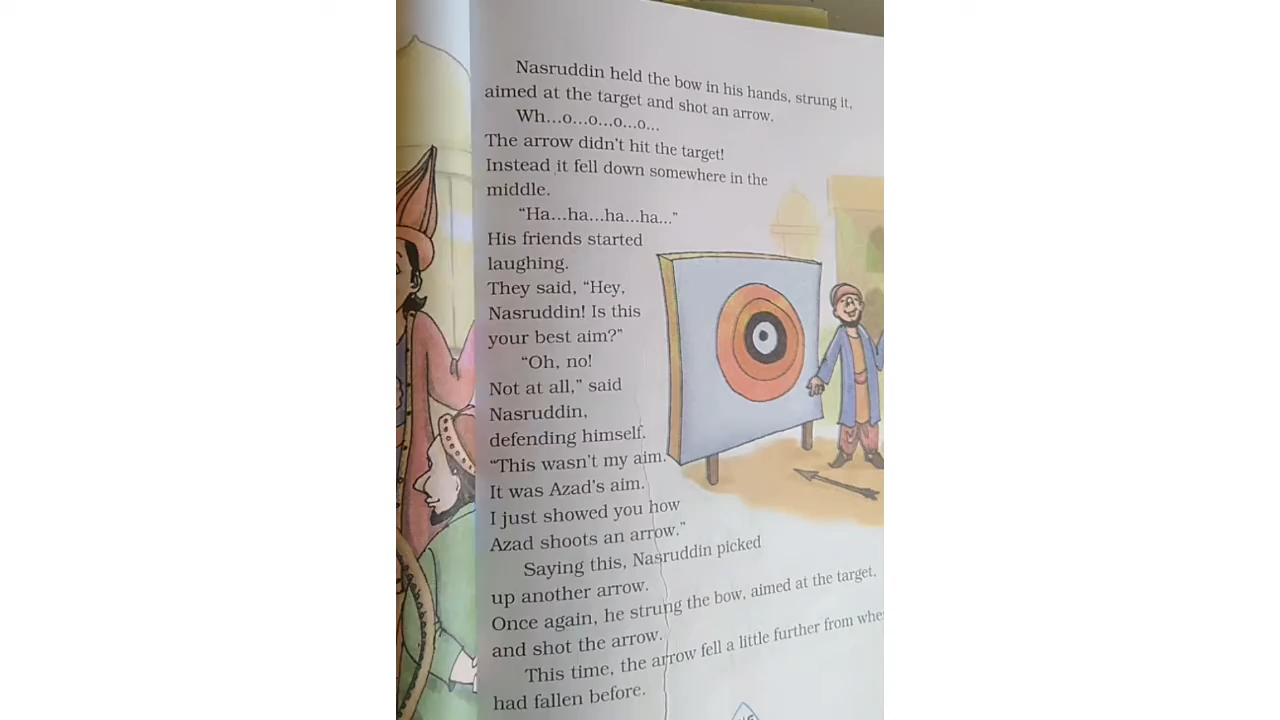 Nasruddin held the bow in his hands, strung it,
aimed at the target and shot an arrow.
Wh...o...o...o...o...
The arrow didn't hit the target!
Instead it fell down somewhere in the
middle.
“Ha...ha...ha...ha...”
His friends started
laughing.
They said, “Hey,
Nasruddin! Is this
your best aim?”
“Oh, no!
Not at all,” said
Nasruddin,
defending himself.
“This wasn't my aim.
It was Azad's aim.
I just showed you how
Azad shoots an arrow.”
Saying this, Nasruddin picked
up another arrow.
Once again, he strung the bow, aimed at the target,
and shot the arrow.
This time, the arrow fell a little further from
had fallen before.